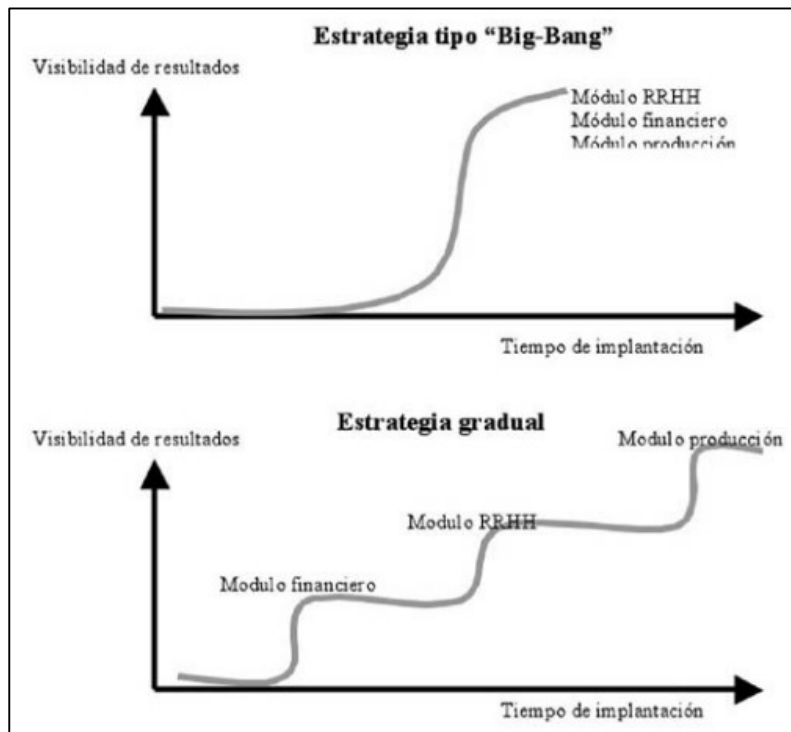 Estrategia tipo “Big-Bang”
Visibilidad de resultados
Módulo RRHH
Módulo financiero
Módulo producción
Tiempo de implantación
Estrategia gradual
Visibilidad de resultados
Modulo producción
Modulo RRHH
Modulo financiero
Tiempo de implantación